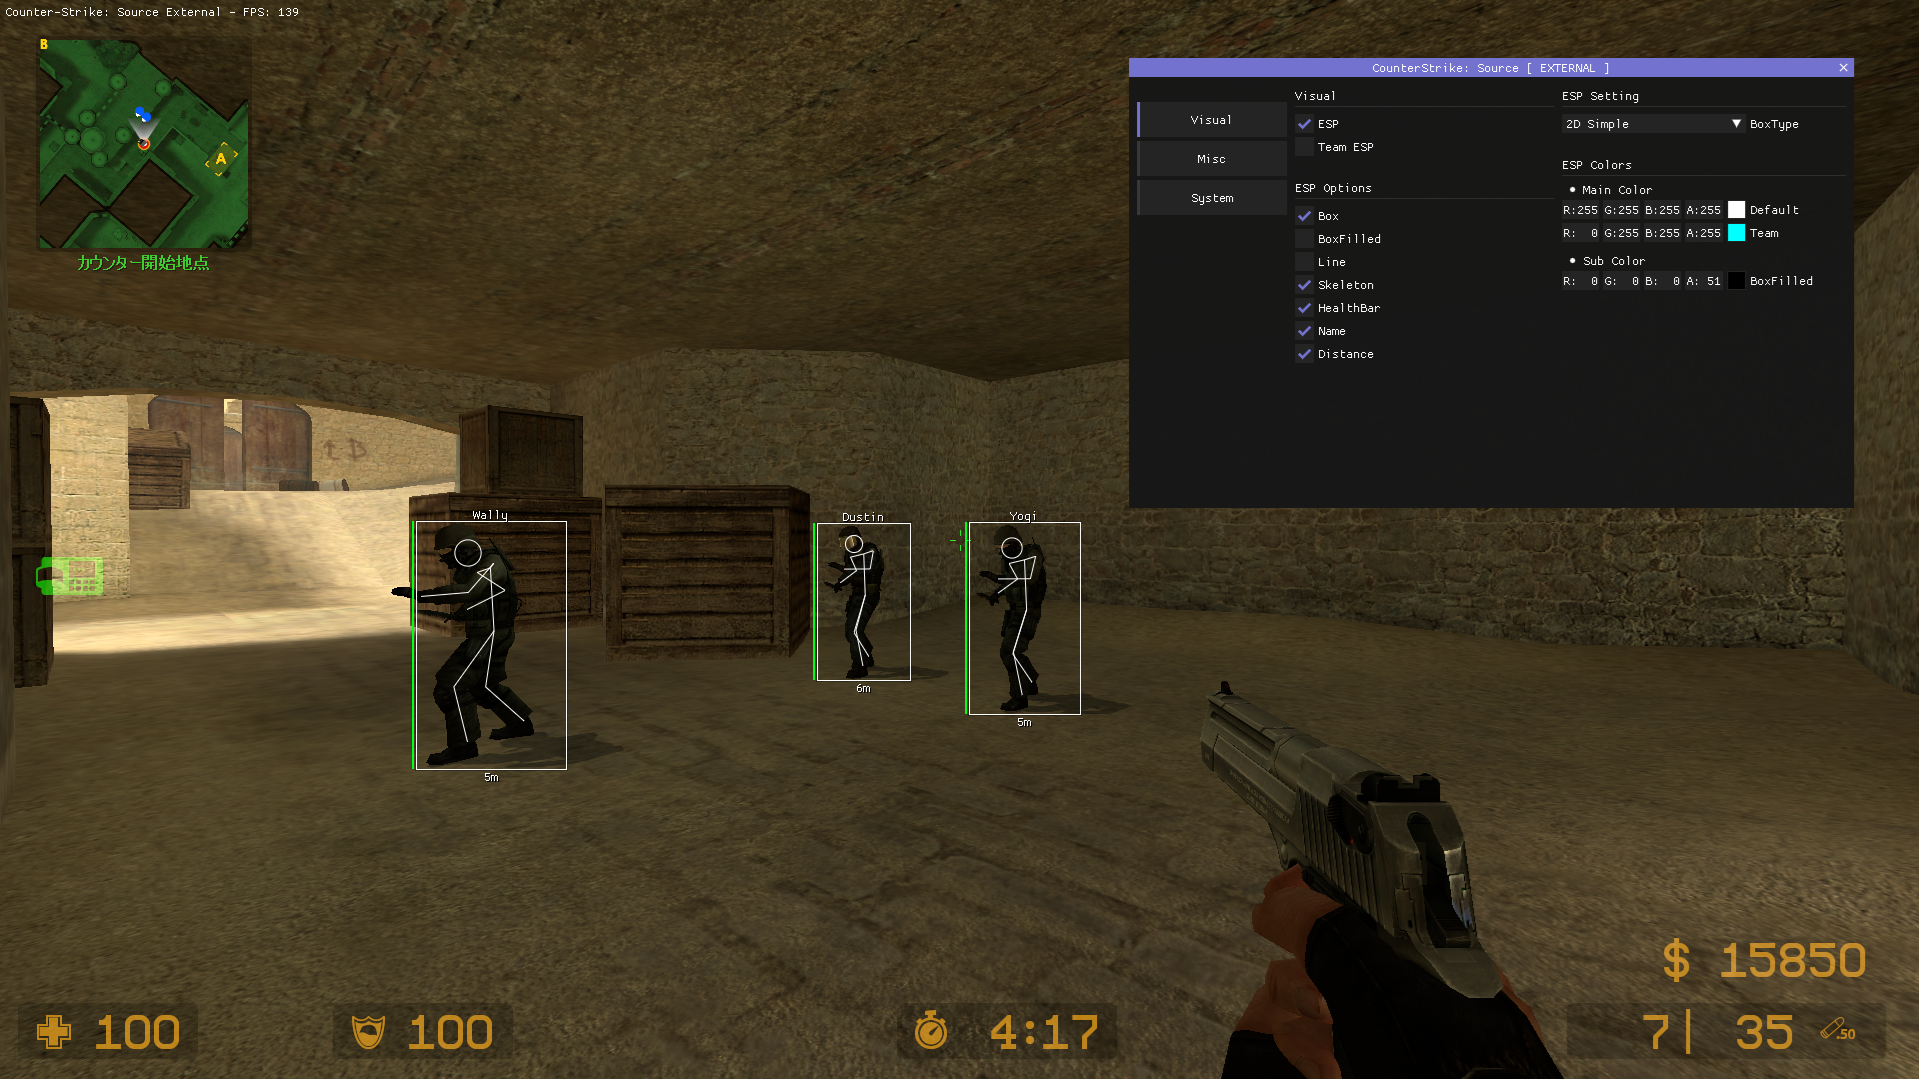 Counter-Strike: Source External - FPS: 139
B
A
カウンター開始地点
CounterStrike: Source [ EXTERNAL ]
Visual
Misc
System
Visual
ESP
Team ESP
ESP Options
Box
BoxFilled
Line
Skeleton
HealthBar
Name
Distance
ESP Setting
2D Simple ▼ BoxType
ESP Colors
• Main Color
R:255 G:255 B:255 A:255 Default
R: 0 G:255 B:255 A:255 Team
• Sub Color
R: 0 G: 0 B: 0 A: 51 BoxFilled
Wally
5m
Dustin
6m
Yogi
5m
$ 15850
100
100
4:17
7| 35
.50